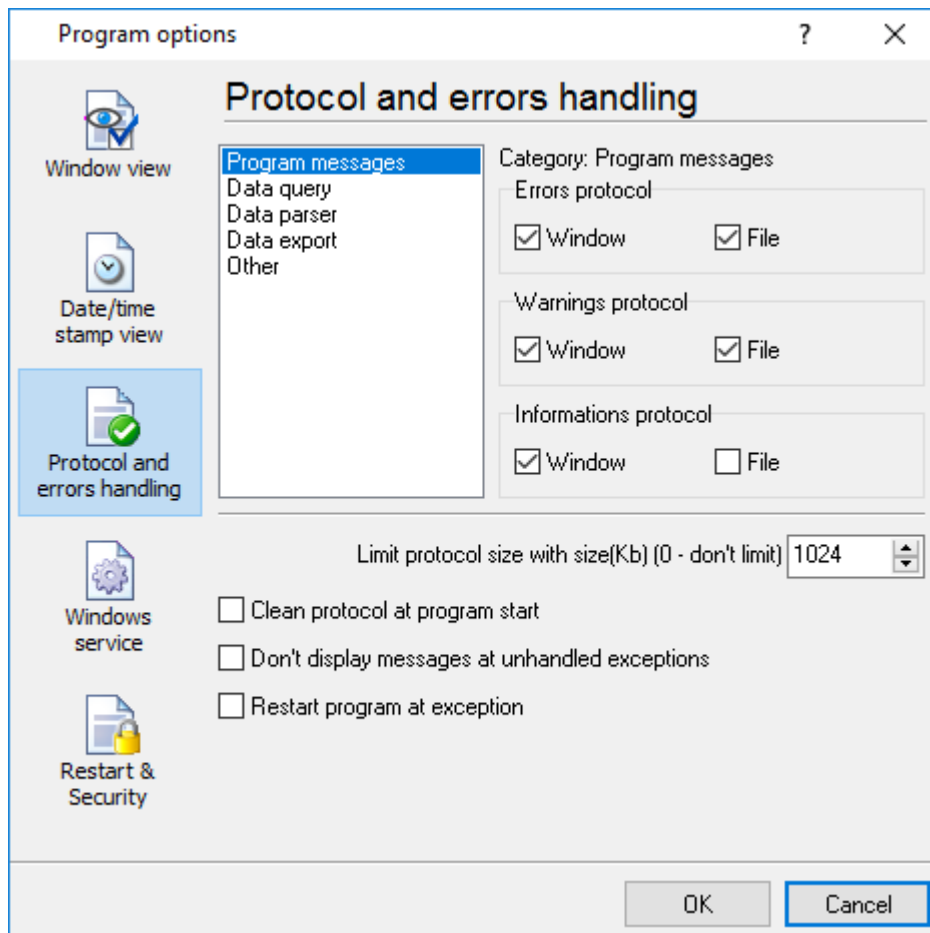 Program options
?
Window view
Date/time
stamp view
Protocol and
errors handling
Windows
service
Restart &
Security
Protocol and errors handling
Program messages
Data query
Data parser
Data export
Other
Category: Program messages
Errors protocol
Window File
Warnings protocol
Window File
Informations protocol
Window File
Limit protocol size with size(Kb) (0 - don't limit) 1024
Clean protocol at program start
Don't display messages at unhandled exceptions
Restart program at exception
OK Cancel